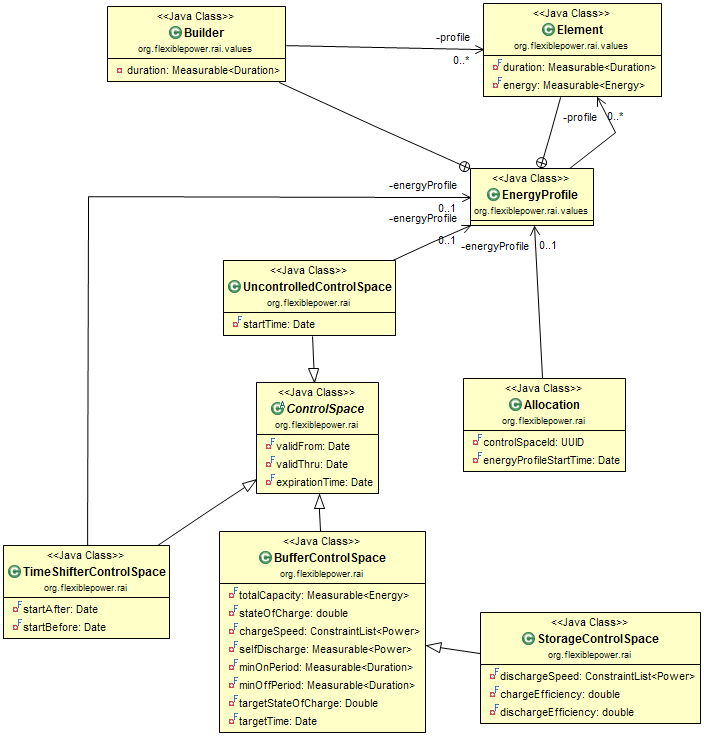 <<Java Class>>
Builder
org.flexiblepower.rai.values
duration: Measurable<Duration>
-profile
0..*
<<Java Class>>
Element
org.flexiblepower.rai.values
duration: Measurable<Duration>
energy: Measurable<Energy>
-profile
0..*
<<Java Class>>
EnergyProfile
org.flexiblepower.rai.values
-energyProfile
0..1
-energyProfile
0..1
-energyProfile
0..1
<<Java Class>>
UncontrolledControlSpace
org.flexiblepower.rai
startTime: Date
<<Java Class>>
ControlSpace
org.flexiblepower.rai
validFrom: Date
validThru: Date
expirationTime: Date
<<Java Class>>
Allocation
org.flexiblepower.rai
controlSpaceId: UUID
energyProfileStartTime: Date
<<Java Class>>
TimeShifterControlSpace
org.flexiblepower.rai
startAfter: Date
startBefore: Date
<<Java Class>>
BufferControlSpace
org.flexiblepower.rai
totalCapacity: Measurable<Energy>
stateOfCharge: double
chargeSpeed: ConstraintList<Power>
selfDischarge: Measurable<Power>
minOnPeriod: Measurable<Duration>
minOffPeriod: Measurable<Duration>
targetStateOfCharge: Double
targetTime: Date
<<Java Class>>
StorageControlSpace
org.flexiblepower.rai
dischargeSpeed: ConstraintList<Power>
chargeEfficiency: double
dischargeEfficiency: double